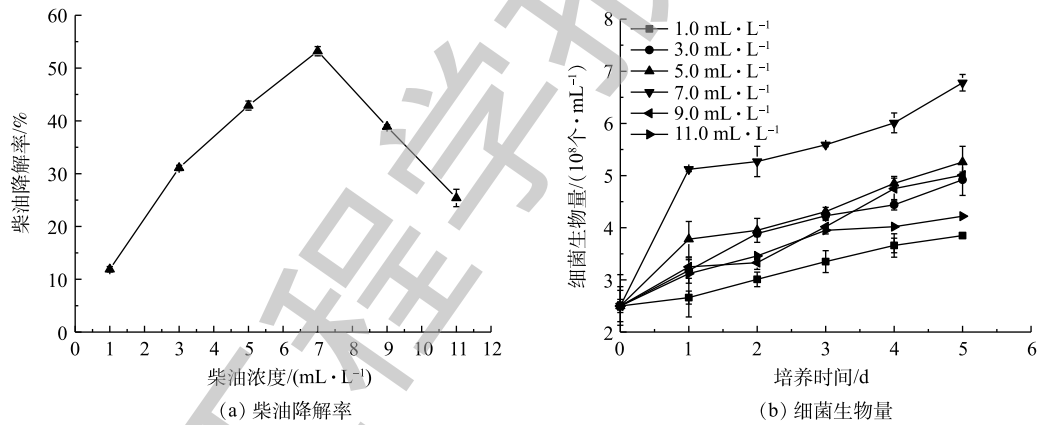 60
50
40
30
20
10
0
柴油降解率/%
0 1 2 3 4 5 6 7 8 9 10 11 12
柴油浓度/(mL·L⁻¹)
(a) 柴油降解率
8
7
6
5
4
3
2
细菌生物量/(10⁸个·mL⁻¹)
1.0 mL·L⁻¹
3.0 mL·L⁻¹
5.0 mL·L⁻¹
7.0 mL·L⁻¹
9.0 mL·L⁻¹
11.0 mL·L⁻¹
0 1 2 3 4 5 6
培养时间/d
(b) 细菌生物量
工程学报